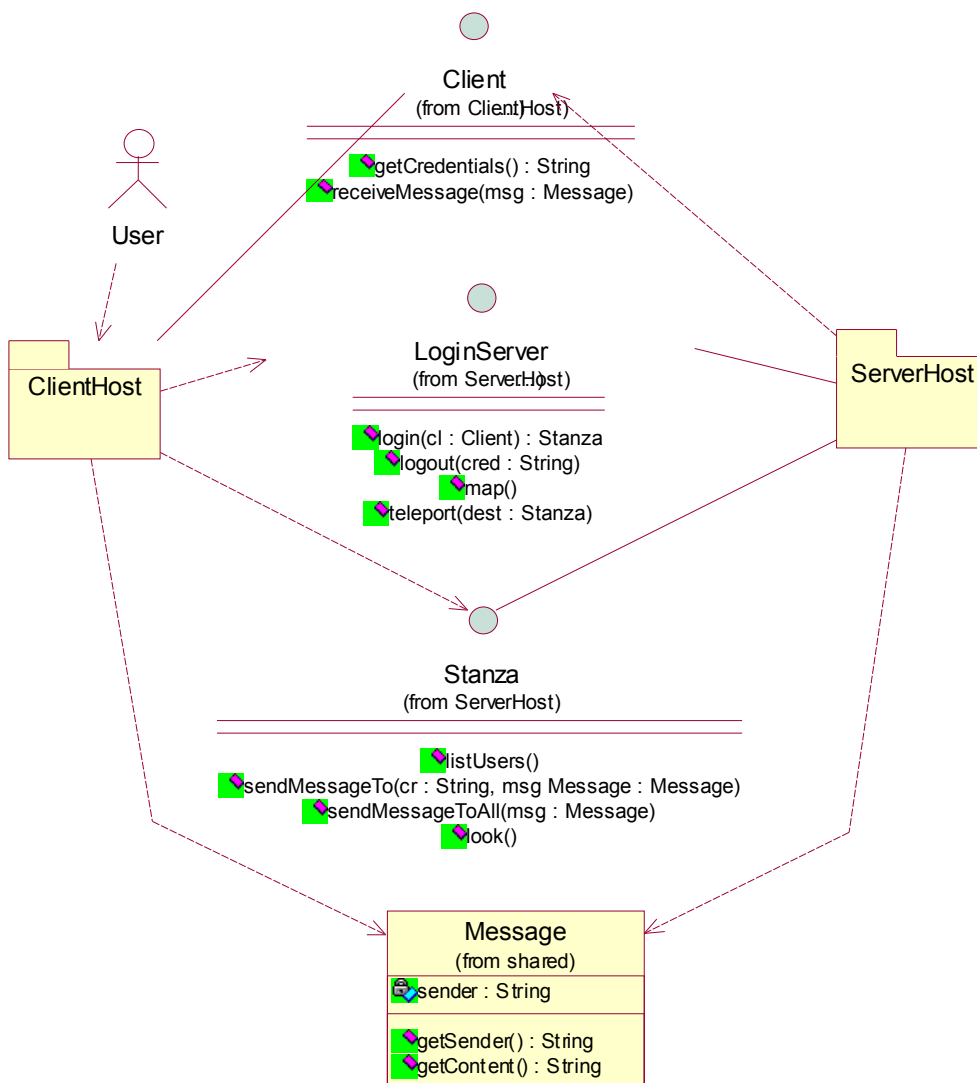 Client
(from ClientHost)
getCredentials() : String
receiveMessage(msg : Message)
User
LoginServer
(from ServerHost)
ClientHost
ServerHost
login(cl : Client) : Stanza
logout(cred : String)
map()
teleport(dest : Stanza)
Stanza
(from ServerHost)
listUsers()
sendMessageTo(cr : String, msg Message : Message)
sendMessageToAll(msg : Message)
look()
Message
(from shared)
sender : String
getSender() : String
getContent() : String